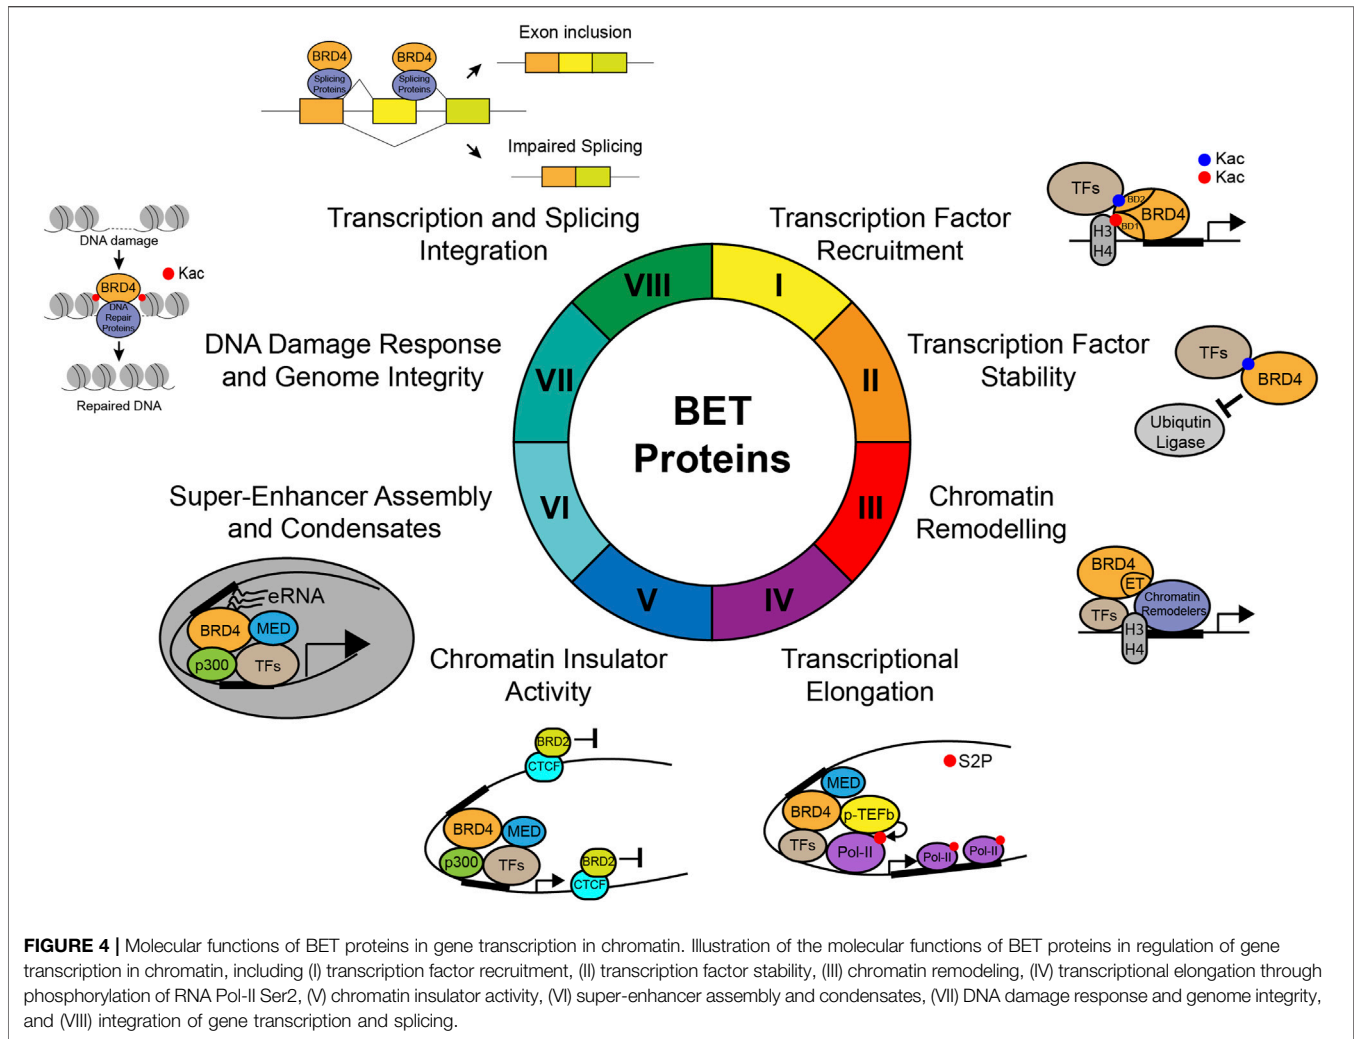 Exon inclusion
BRD4
BRD4
Splicing
Proteins
Splicing
Proteins
Impaired Splicing
Transcription and Splicing
Integration
Transcription Factor
Recruitment
Kac
Kac
TFs
BD2
BRD4
BD1
H3
H4
DNA damage
Kac
BRD4
DNA
Repair
Proteins
Repaired DNA
DNA Damage Response
and Genome Integrity
Transcription Factor
Stability
TFs
BRD4
Ubiqutin
Ligase
VIII
I
VII
II
BET
Proteins
VI
III
V
IV
Super-Enhancer Assembly
and Condensates
eRNA
BRD4
MED
p300
TFs
Chromatin
Remodelling
BRD4
ET
Chromatin
Remodelers
TFs
H3
H4
Chromatin Insulator
Activity
BRD2
CTCF
BRD4
MED
p300
TFs
BRD2
CTCF
Transcriptional
Elongation
S2P
MED
BRD4
p-TEFb
TFs
Pol-II
Pol-II
Pol-II
FIGURE 4 | Molecular functions of BET proteins in gene transcription in chromatin. Illustration of the molecular functions of BET proteins in regulation of gene
transcription in chromatin, including (I) transcription factor recruitment, (II) transcription factor stability, (III) chromatin remodeling, (IV) transcriptional elongation through
phosphorylation of RNA Pol-II Ser2, (V) chromatin insulator activity, (VI) super-enhancer assembly and condensates, (VII) DNA damage response and genome integrity,
and (VIII) integration of gene transcription and splicing.